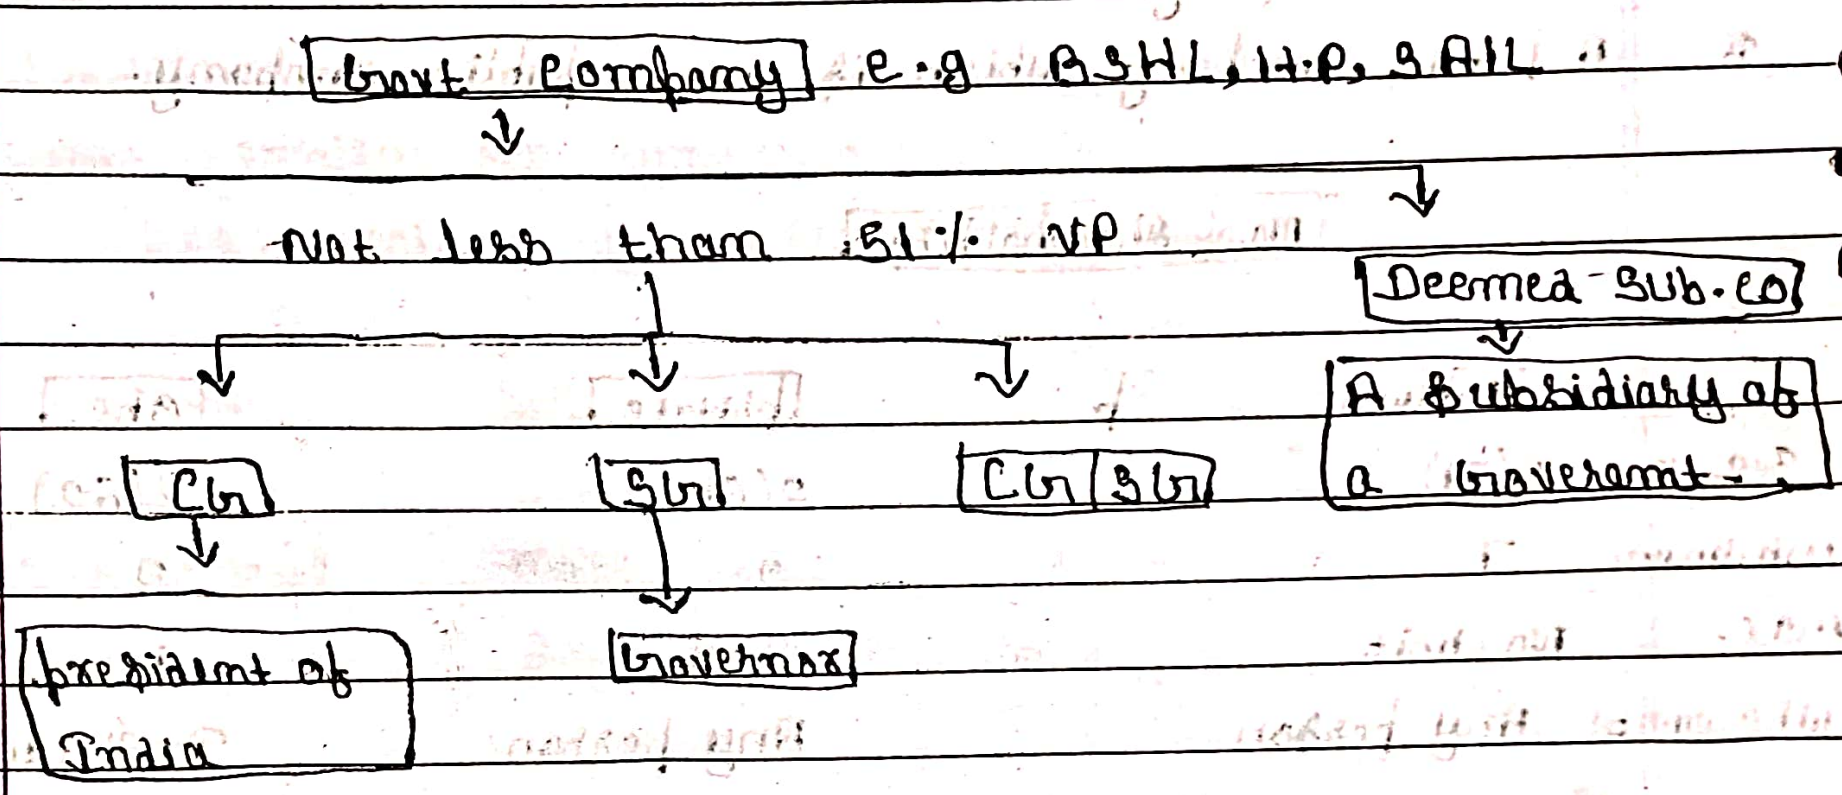 Govt. Company e.g BSHL, H.P, SAIL
Not less than 51% VP
Deemed-Sub.co
A Subsidiary of
a Goverenmt-
CG
SG
CG SG
president of
India
Governor